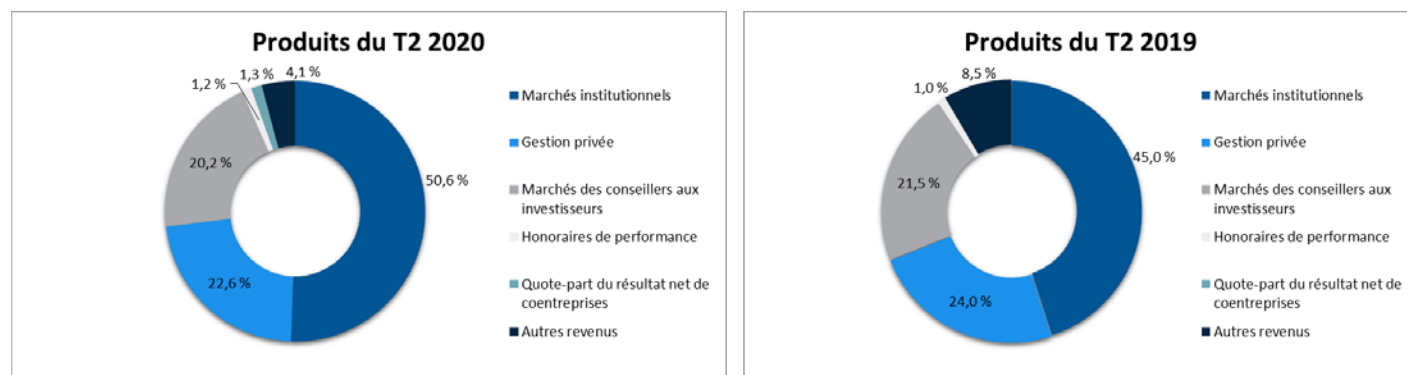 Produits du T2 2020
1,2 %
1,3 %
4,1 %
20,2 %
50,6 %
22,6 %
Marchés institutionnels
Gestion privée
Marchés des conseillers aux
investisseurs
Honoraires de performance
Quote-part du résultat net de
coentreprises
Autres revenus
Produits du T2 2019
1,0 %
8,5 %
45,0 %
21,5 %
24,0 %
Marchés institutionnels
Gestion privée
Marchés des conseillers aux
investisseurs
Honoraires de performance
Quote-part du résultat net de
coentreprises
Autres revenus